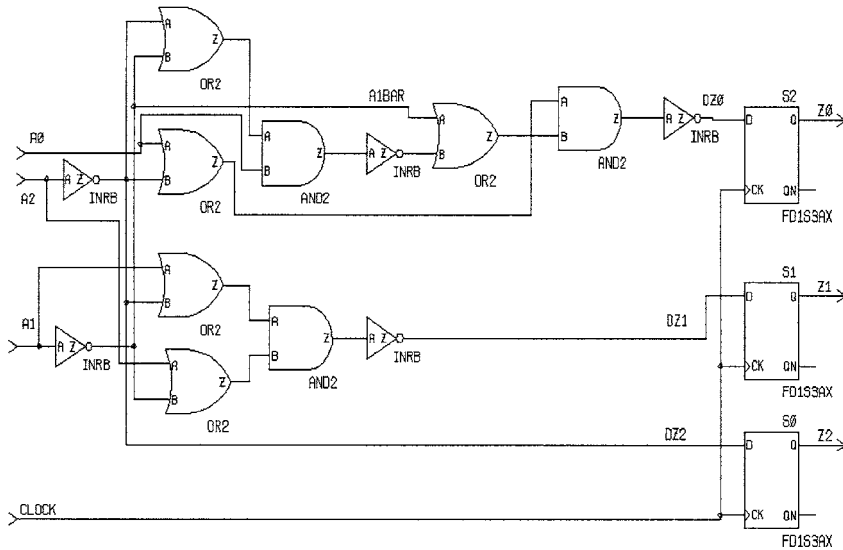 A
Z
B
OR2
A1BAR
A
Z
B
OR2
A
Z
B
AND2
A Z
INRB
DZ0
S2
D Q
Z0
CK QN
FD1S3AX
A0
A
Z
B
OR2
A
Z
B
AND2
A Z
INRB
A2
A Z
INRB
A
Z
B
OR2
A
Z
B
AND2
A Z
INRB
DZ1
S1
D Q
Z1
CK QN
FD1S3AX
A1
A Z
INRB
A
Z
B
OR2
DZ2
S0
D Q
Z2
CK QN
FD1S3AX
CLOCK